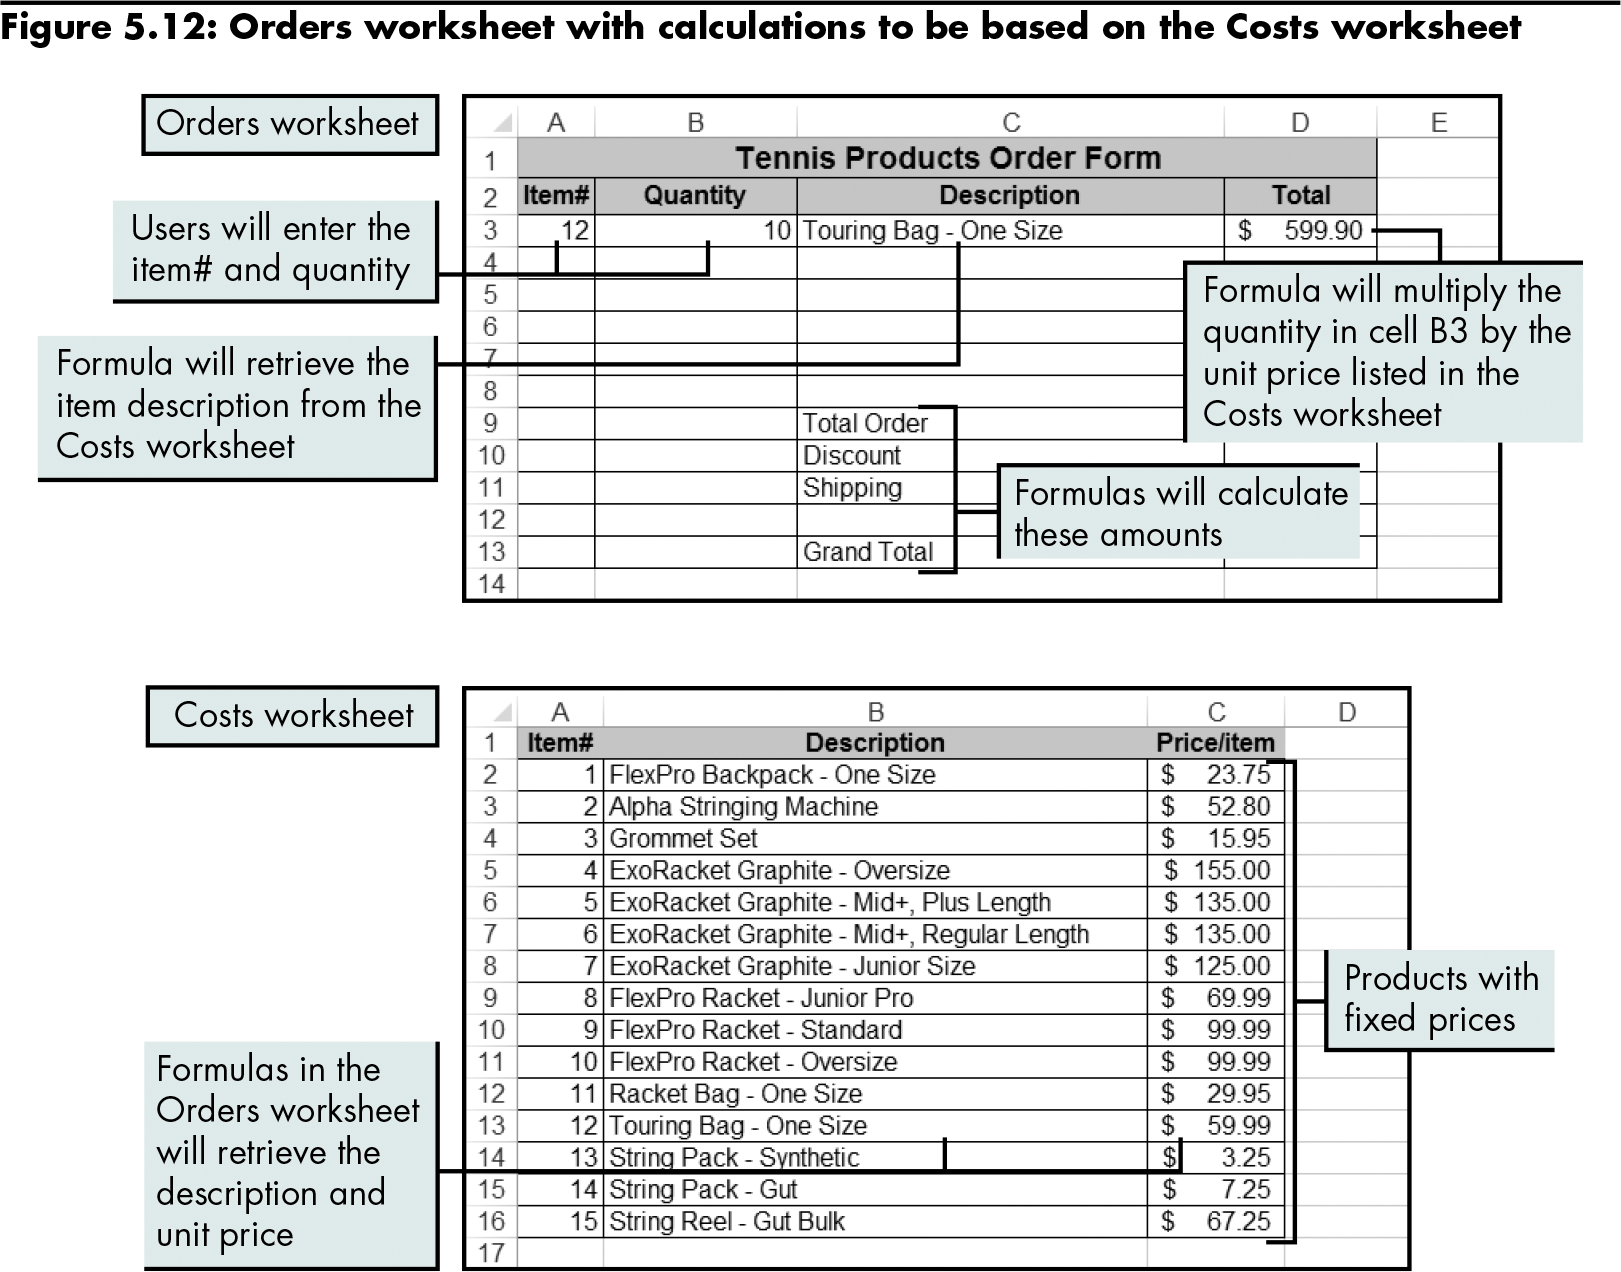 Figure 5.12: Orders worksheet with calculations to be based on the Costs worksheet
Orders worksheet
A B C D E
1 Tennis Products Order Form
2 Item# Quantity Description Total
3 12 10 Touring Bag - One Size $ 599.90
4
5
6
7
8
9 Total Order
10 Discount
11 Shipping
12
13 Grand Total
14
Users will enter the
item# and quantity
Formula will retrieve the
item description from the
Costs worksheet
Formula will multiply the
quantity in cell B3 by the
unit price listed in the
Costs worksheet
Formulas will calculate
these amounts
Costs worksheet
A B C D
1 Item# Description Price/item
2 1 FlexPro Backpack - One Size $ 23.75
3 2 Alpha Stringing Machine $ 52.80
4 3 Grommet Set $ 15.95
5 4 ExoRacket Graphite - Oversize $ 155.00
6 5 ExoRacket Graphite - Mid+, Plus Length $ 135.00
7 6 ExoRacket Graphite - Mid+, Regular Length $ 135.00
8 7 ExoRacket Graphite - Junior Size $ 125.00
9 8 FlexPro Racket - Junior Pro $ 69.99
10 9 FlexPro Racket - Standard $ 99.99
11 10 FlexPro Racket - Oversize $ 99.99
12 11 Racket Bag - One Size $ 29.95
13 12 Touring Bag - One Size $ 59.99
14 13 String Pack - Synthetic $ 3.25
15 14 String Pack - Gut $ 7.25
16 15 String Reel - Gut Bulk $ 67.25
17
Products with
fixed prices
Formulas in the
Orders worksheet
will retrieve the
description and
unit price